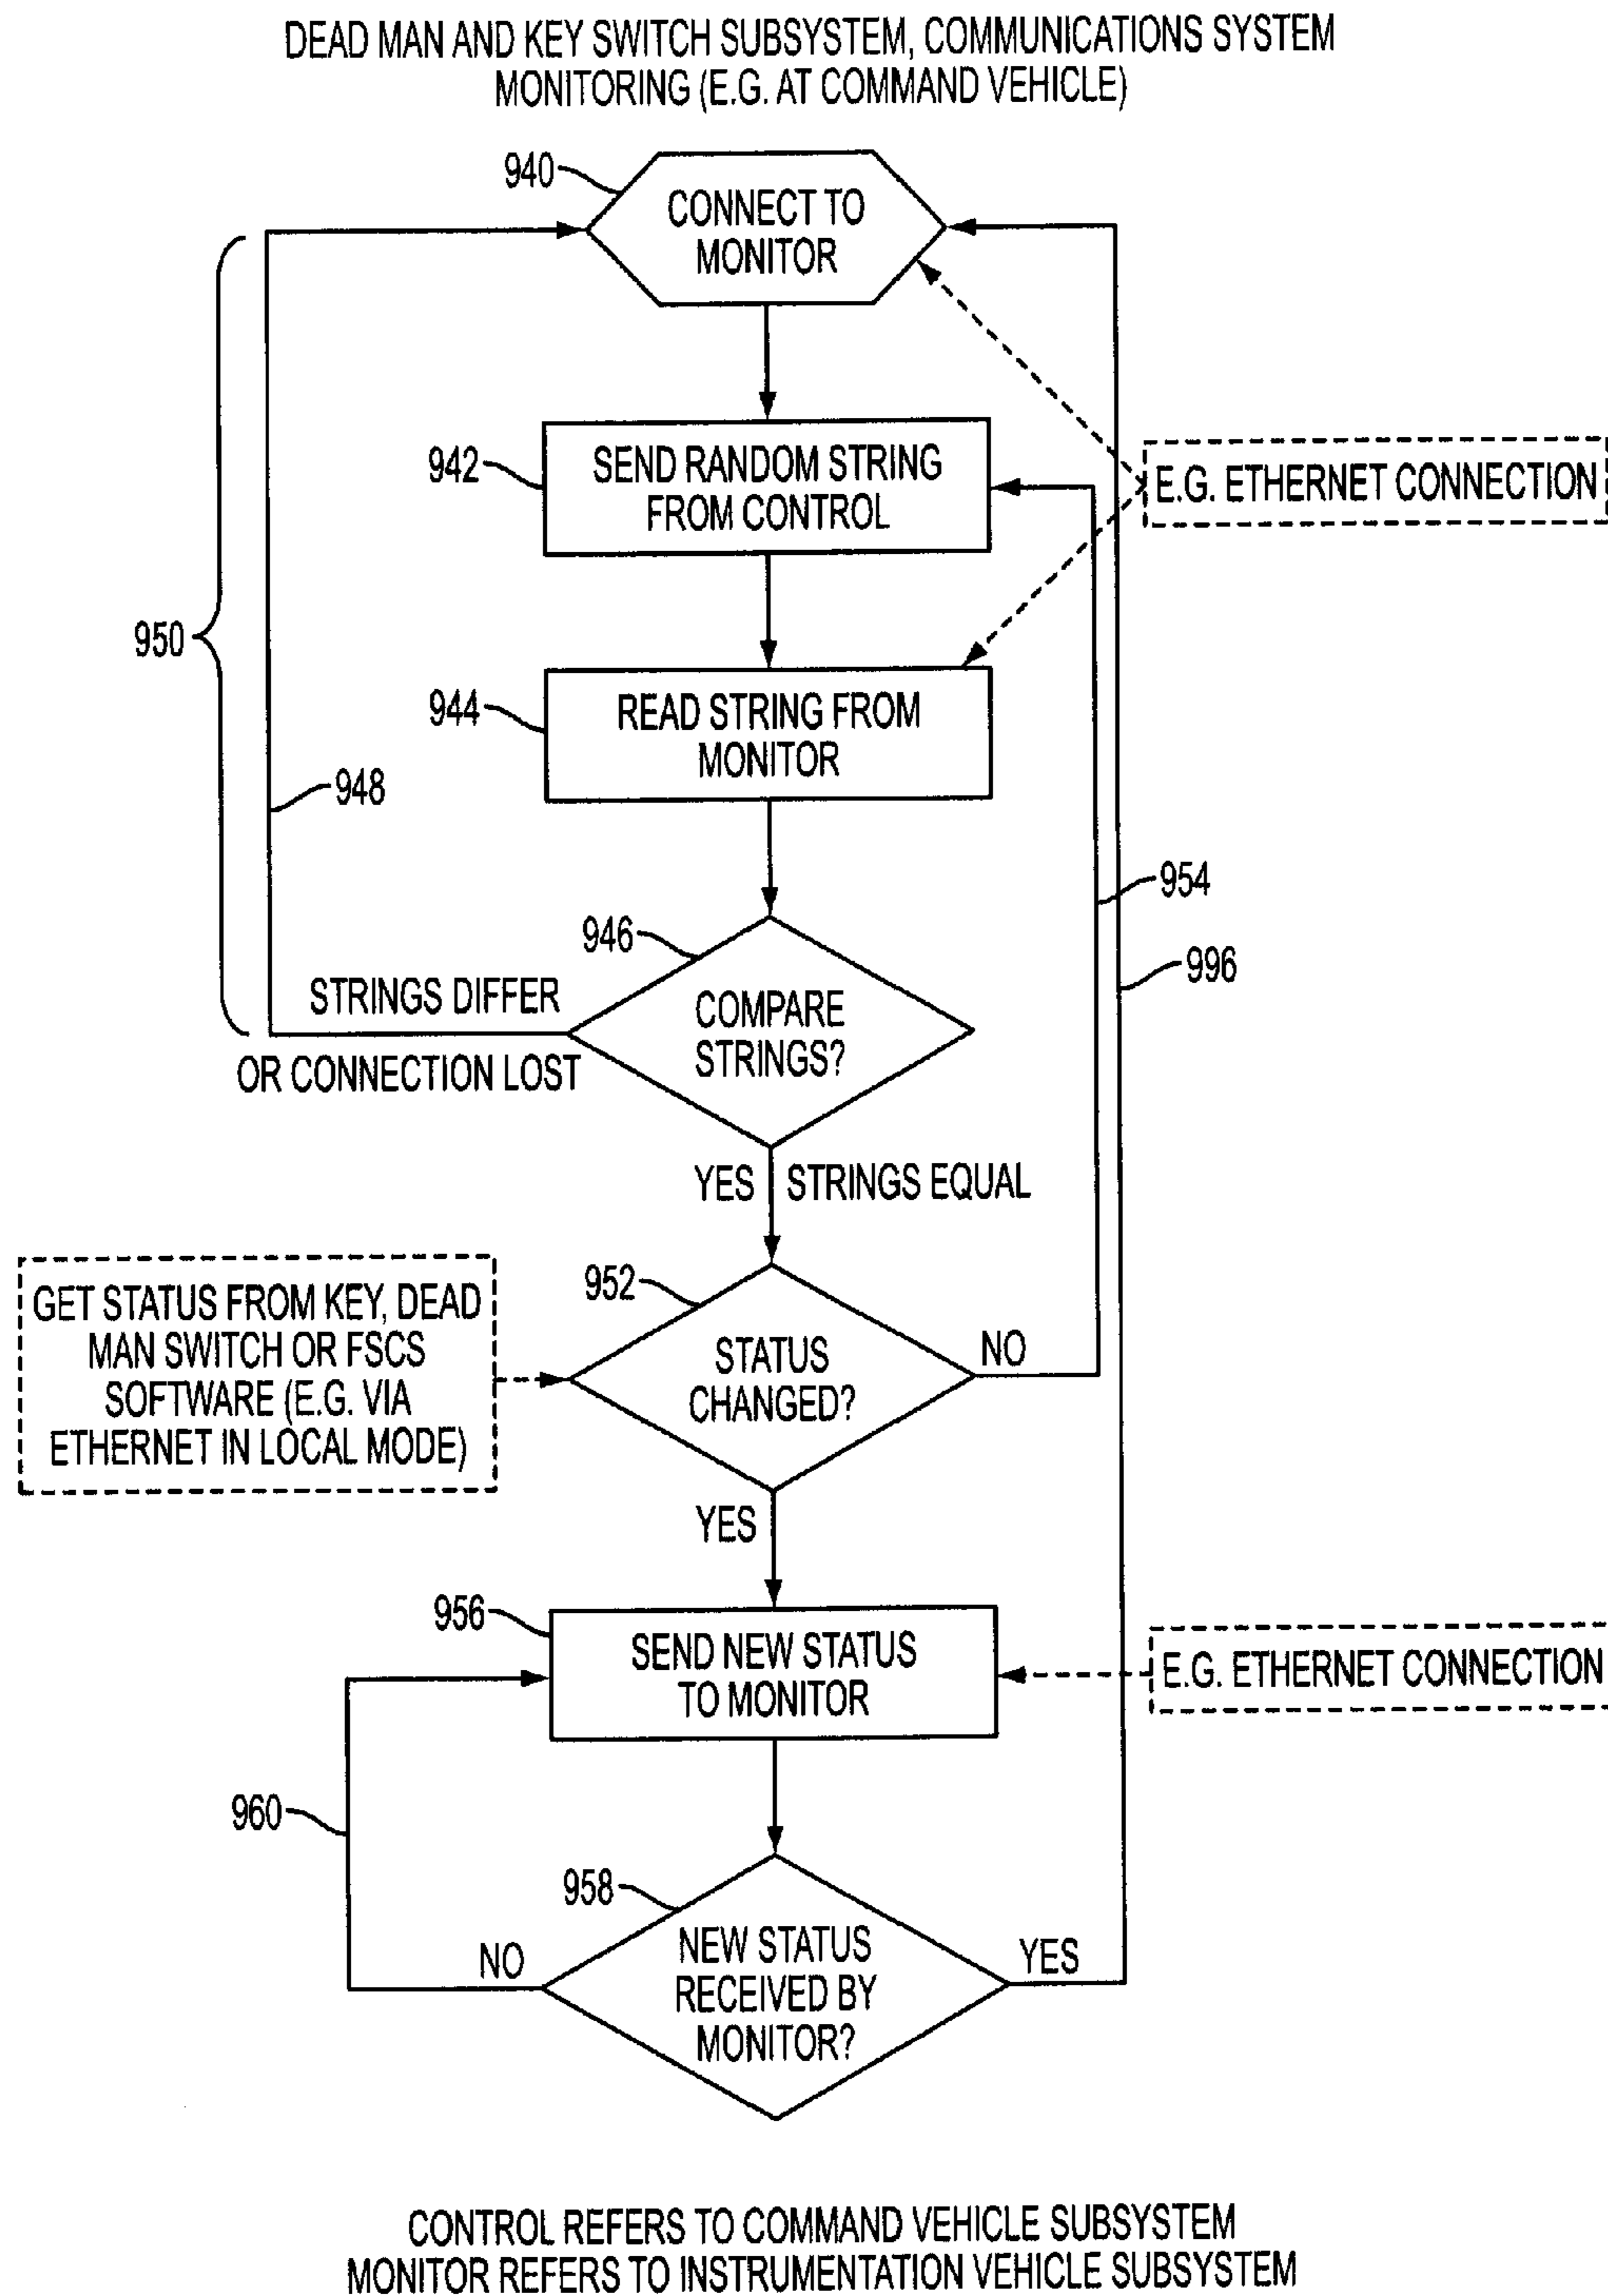 DEAD MAN AND KEY SWITCH SUBSYSTEM, COMMUNICATIONS SYSTEM
MONITORING (E.G. AT COMMAND VEHICLE)
940
CONNECT TO
MONITOR
942
SEND RANDOM STRING
FROM CONTROL
E.G. ETHERNET CONNECTION
950
944
READ STRING FROM
MONITOR
948
954
946
996
STRINGS DIFFER
OR CONNECTION LOST
COMPARE
STRINGS?
YES
STRINGS EQUAL
GET STATUS FROM KEY, DEAD
MAN SWITCH OR FSCS
SOFTWARE (E.G. VIA
ETHERNET IN LOCAL MODE)
952
STATUS
CHANGED?
NO
YES
956
SEND NEW STATUS
TO MONITOR
E.G. ETHERNET CONNECTION
960
958
NO
NEW STATUS
RECEIVED BY
MONITOR?
YES
CONTROL REFERS TO COMMAND VEHICLE SUBSYSTEM
MONITOR REFERS TO INSTRUMENTATION VEHICLE SUBSYSTEM